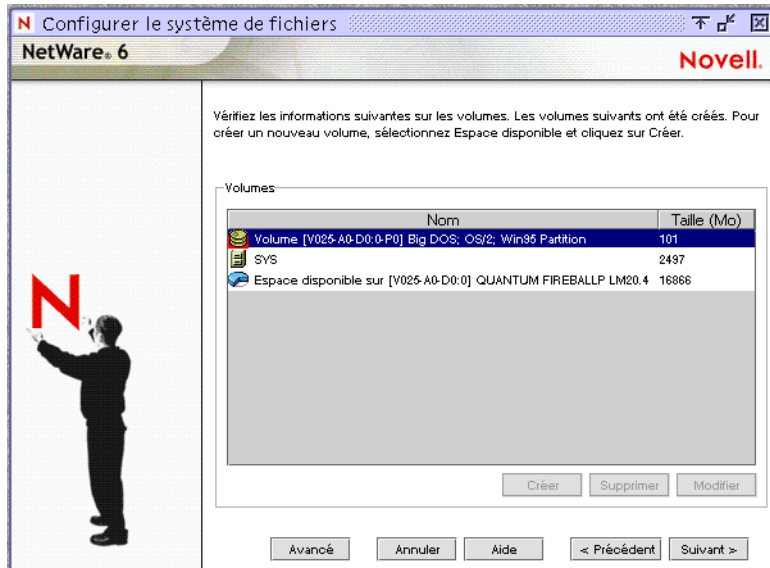 N Configurer le système de fichiers
NetWare® 6
Novell.
Vérifiez les informations suivantes sur les volumes. Les volumes suivants ont été créés. Pour
créer un nouveau volume, sélectionnez Espace disponible et cliquez sur Créer.
Volumes
Nom Taille (Mo)
Volume [V025-A0-D0:0-P0] Big DOS; OS/2; Win95 Partition 101
SYS 2497
Espace disponible sur [V025-A0-D0:0] QUANTUM FIREBALLP LM20.4 16866
N
Créer Supprimer Modifier
Avancé Annuler Aide < Précédent Suivant >